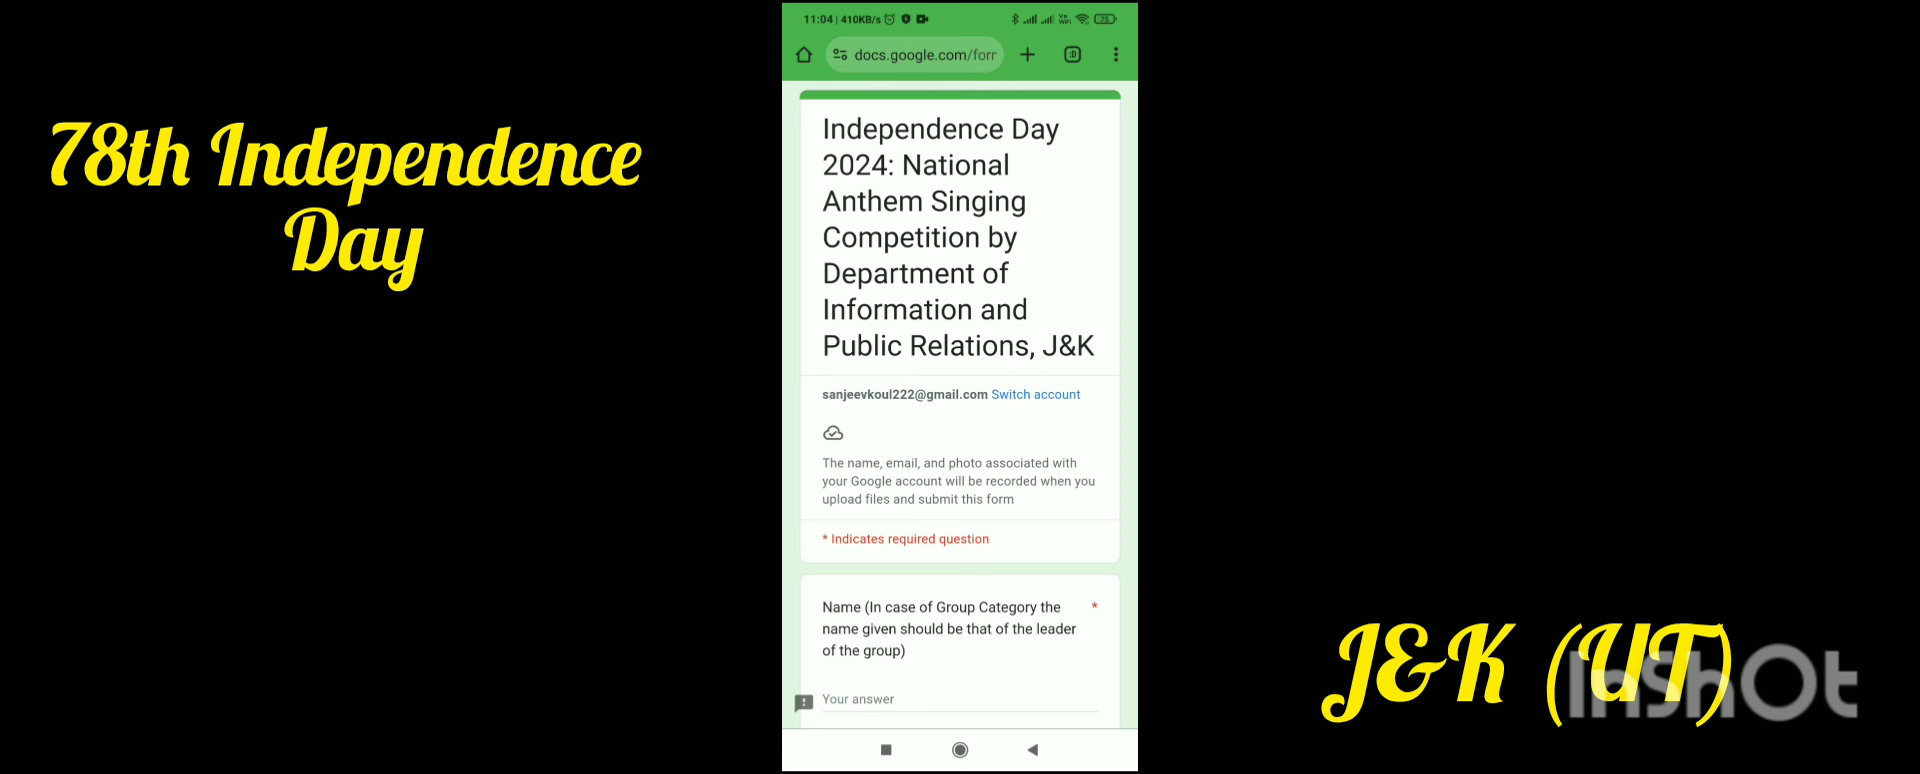 78th Independence
Day
11:04 | 410KB/s
Vo
WiFi
75
docs.google.com/forr
:D
Independence Day
2024: National
Anthem Singing
Competition by
Department of
Information and
Public Relations, J&K
sanjeevkoul222@gmail.com Switch account
The name, email, and photo associated with
your Google account will be recorded when you
upload files and submit this form
* Indicates required question
Name (In case of Group Category the *
name given should be that of the leader
of the group)
Your answer
J&K (UT)
InShOt